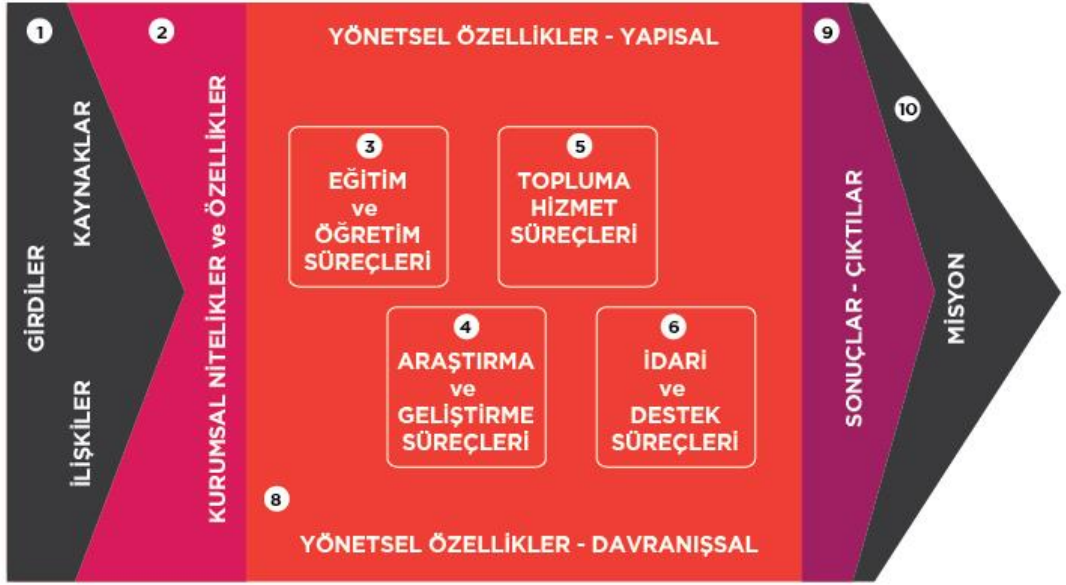 1
GİRDİLER
KAYNAKLAR
İLİŞKİLER
2
KURUMSAL NİTELİKLER ve ÖZELLİKLER
YÖNETSEL ÖZELLİKLER - YAPISAL
3
EĞİTİM
ve
ÖĞRETİM
SÜREÇLERİ
5
TOPLUMA
HİZMET
SÜREÇLERİ
4
ARAŞTIRMA
ve
GELİŞTİRME
SÜREÇLERİ
6
İDARİ
ve
DESTEK
SÜREÇLERİ
8
YÖNETSEL ÖZELLİKLER - DAVRANIŞSAL
9
SONUÇLAR - ÇIKTILAR
10
MİSYON